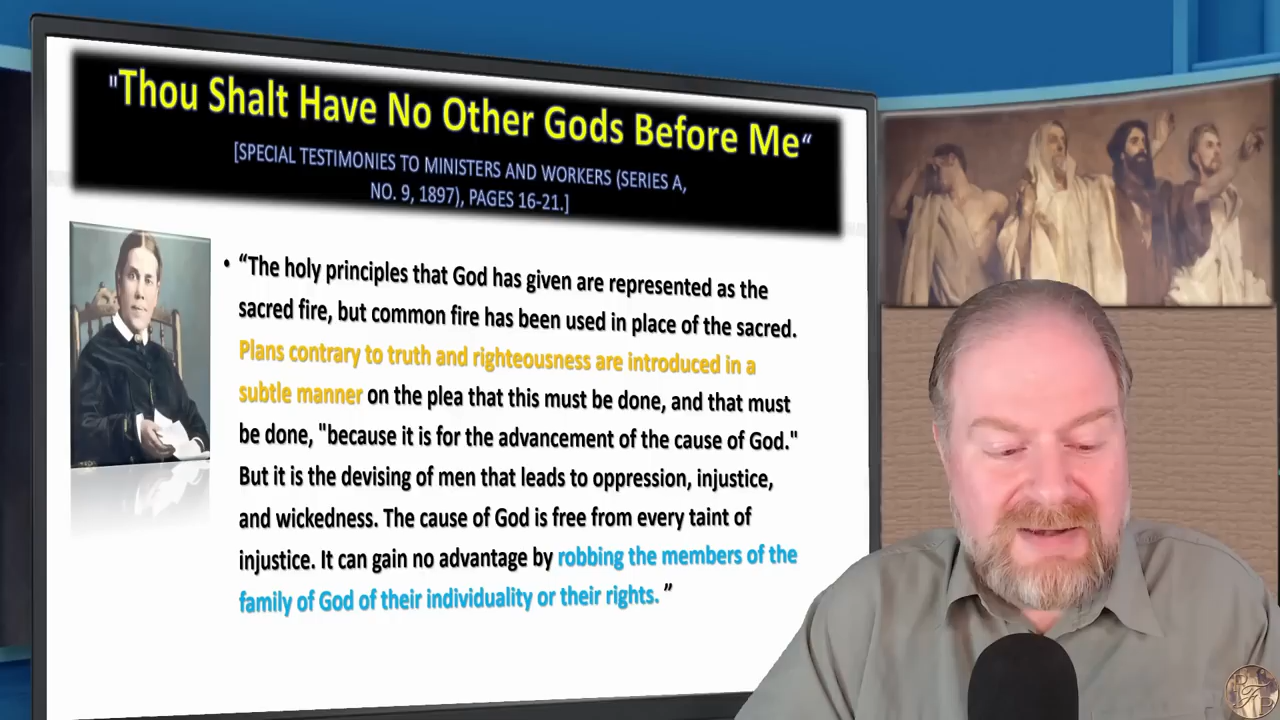 "Thou Shalt Have No Other Gods Before Me“
[SPECIAL TESTIMONIES TO MINISTERS AND WORKERS (SERIES A,
NO. 9, 1897), PAGES 16-21.]
• “The holy principles that God has given are represented as the
sacred fire, but common fire has been used in place of the sacred.
Plans contrary to truth and righteousness are introduced in a
subtle manner on the plea that this must be done, and that must
be done, "because it is for the advancement of the cause of God."
But it is the devising of men that leads to oppression, injustice,
and wickedness. The cause of God is free from every taint of
injustice. It can gain no advantage by robbing the members of the
family of God of their individuality or their rights. ”